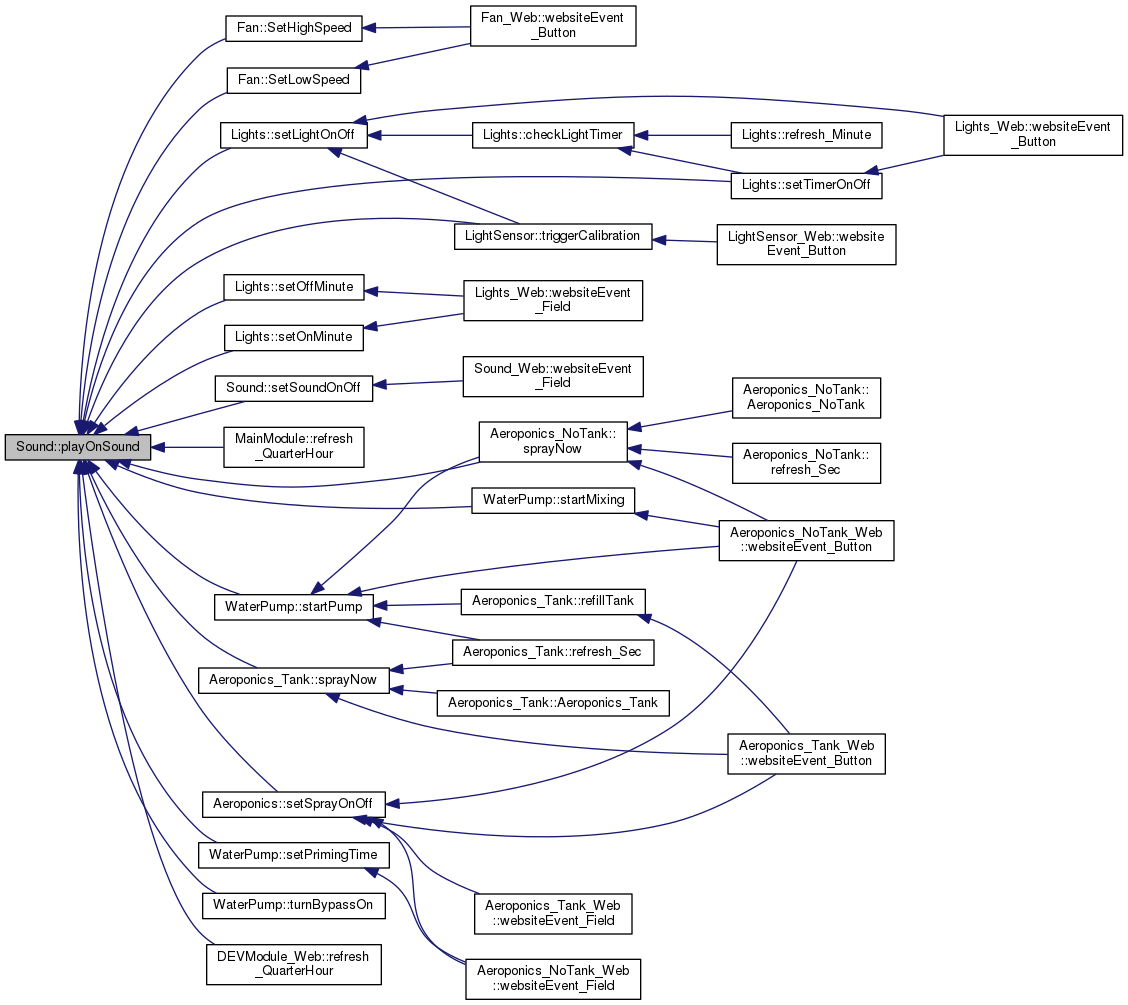 Sound::playOnSound
Fan::SetHighSpeed
Fan_Web::websiteEvent
_Button
Fan::SetLowSpeed
Lights::setLightOnOff
Lights::checkLightTimer
Lights::refresh_Minute
Lights_Web::websiteEvent
_Button
Lights::setTimerOnOff
LightSensor::triggerCalibration
LightSensor_Web::website
Event_Button
Lights::setOffMinute
Lights_Web::websiteEvent
_Field
Lights::setOnMinute
Sound::setSoundOnOff
Sound_Web::websiteEvent
_Field
MainModule::refresh
_QuarterHour
Aeroponics_NoTank::
sprayNow
Aeroponics_NoTank::
Aeroponics_NoTank
Aeroponics_NoTank::
refresh_Sec
WaterPump::startMixing
Aeroponics_NoTank_Web
::websiteEvent_Button
WaterPump::startPump
Aeroponics_Tank::refillTank
Aeroponics_Tank::refresh_Sec
Aeroponics_Tank::sprayNow
Aeroponics_Tank::Aeroponics_Tank
Aeroponics_Tank_Web
::websiteEvent_Button
Aeroponics::setSprayOnOff
WaterPump::setPrimingTime
WaterPump::turnBypassOn
Aeroponics_Tank_Web
::websiteEvent_Field
DEVModule_Web::refresh
_QuarterHour
Aeroponics_NoTank_Web
::websiteEvent_Field